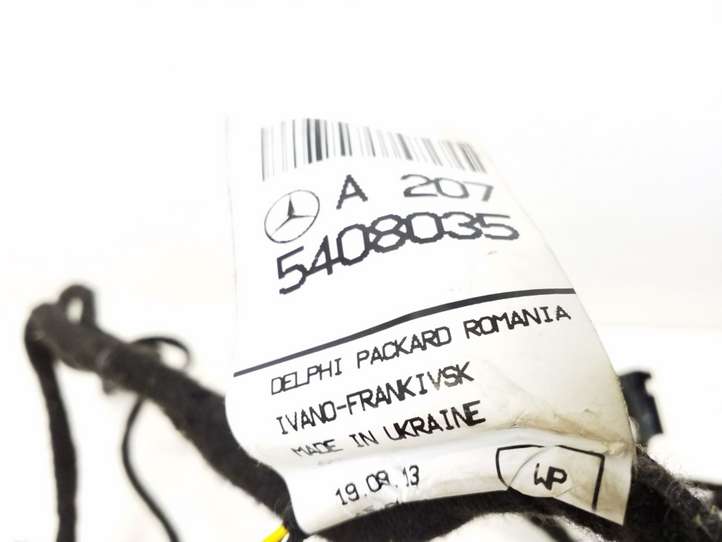 A 207
5408035
DELPHI PACKARD ROMANIA
IVANO-FRANKIVSK
MADE IN UKRAINE
19.09.13
WP